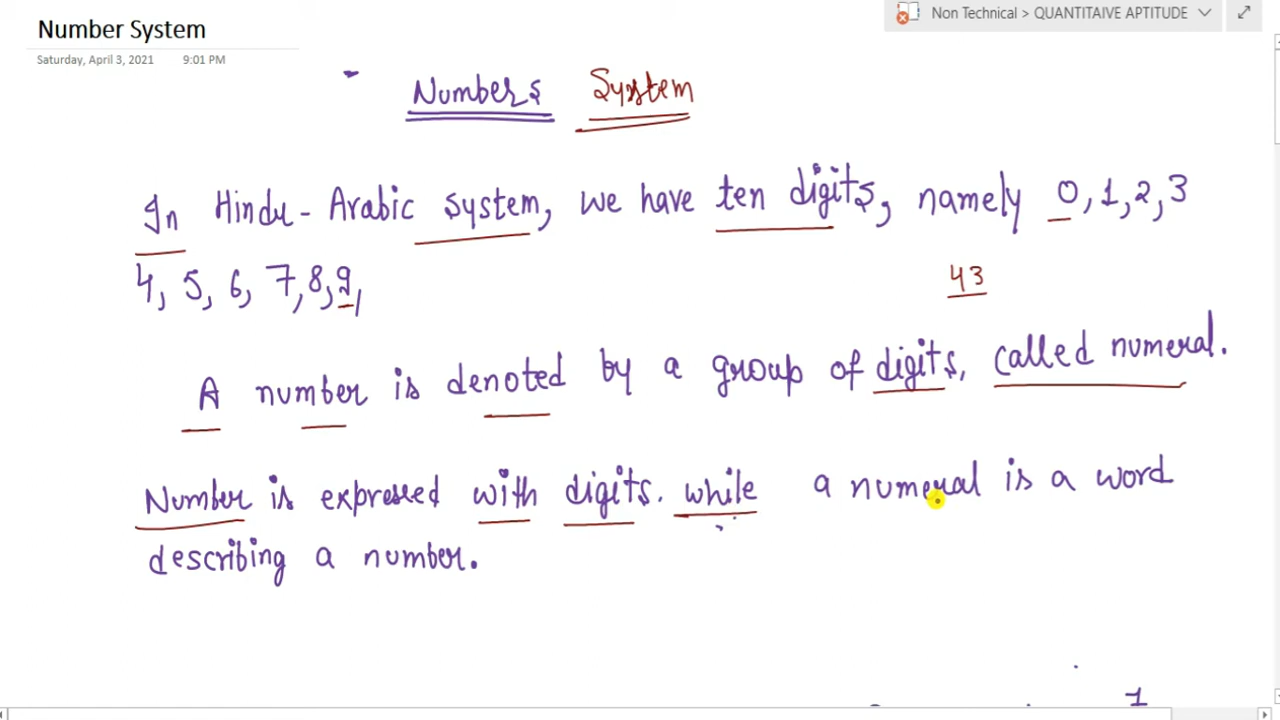 Number System
Non Technical > QUANTITAIVE APTITUDE
Saturday, April 3, 2021 9:01 PM
Numbers System
In Hindu-Arabic system, we have ten digits, namely 0,1,2,3
4, 5, 6, 7,8,9,
43
A number is denoted by a group of digits, called numeral.
Number is expressed with digits. while a numeral is a word
describing a number.
1